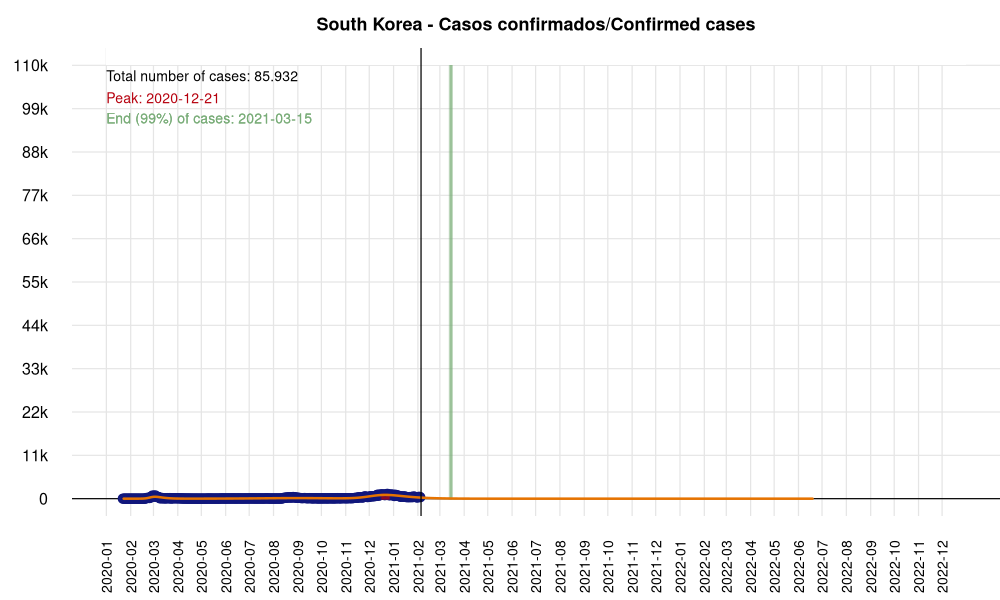 South Korea - Casos confirmados/Confirmed cases
Total number of cases: 85.932
Peak: 2020-12-21
End (99%) of cases: 2021-03-15
110k
99k
88k
77k
66k
55k
44k
33k
22k
11k
0
2020-01
2020-02
2020-03
2020-04
2020-05
2020-06
2020-07
2020-08
2020-09
2020-10
2020-11
2020-12
2021-01
2021-02
2021-03
2021-04
2021-05
2021-06
2021-07
2021-08
2021-09
2021-10
2021-11
2021-12
2022-01
2022-02
2022-03
2022-04
2022-05
2022-06
2022-07
2022-08
2022-09
2022-10
2022-11
2022-12